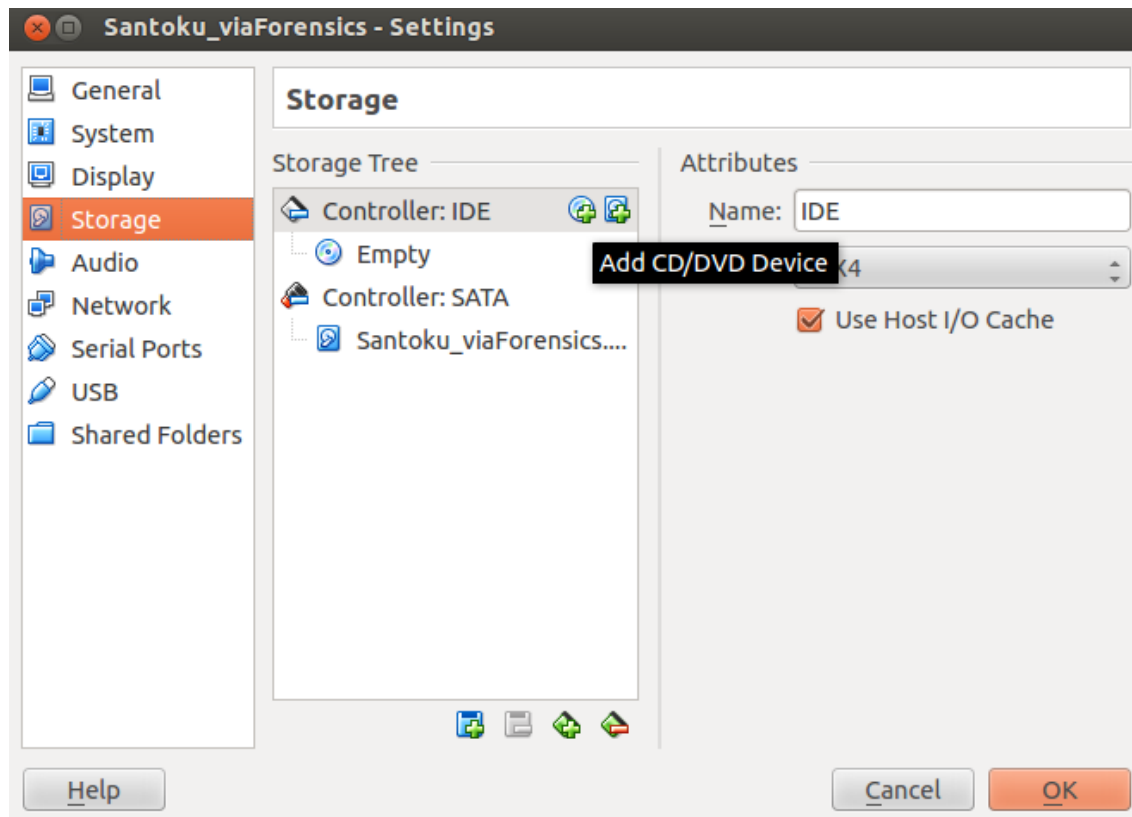 Santoku_viaForensics - Settings
General
System
Display
Storage
Audio
Network
Serial Ports
USB
Shared Folders
Storage
Storage Tree
Controller: IDE
Empty
Controller: SATA
Santoku_viaForensics....
Add CD/DVD Device
Attributes
Name: IDE
X4
Use Host I/O Cache
Help
Cancel
OK